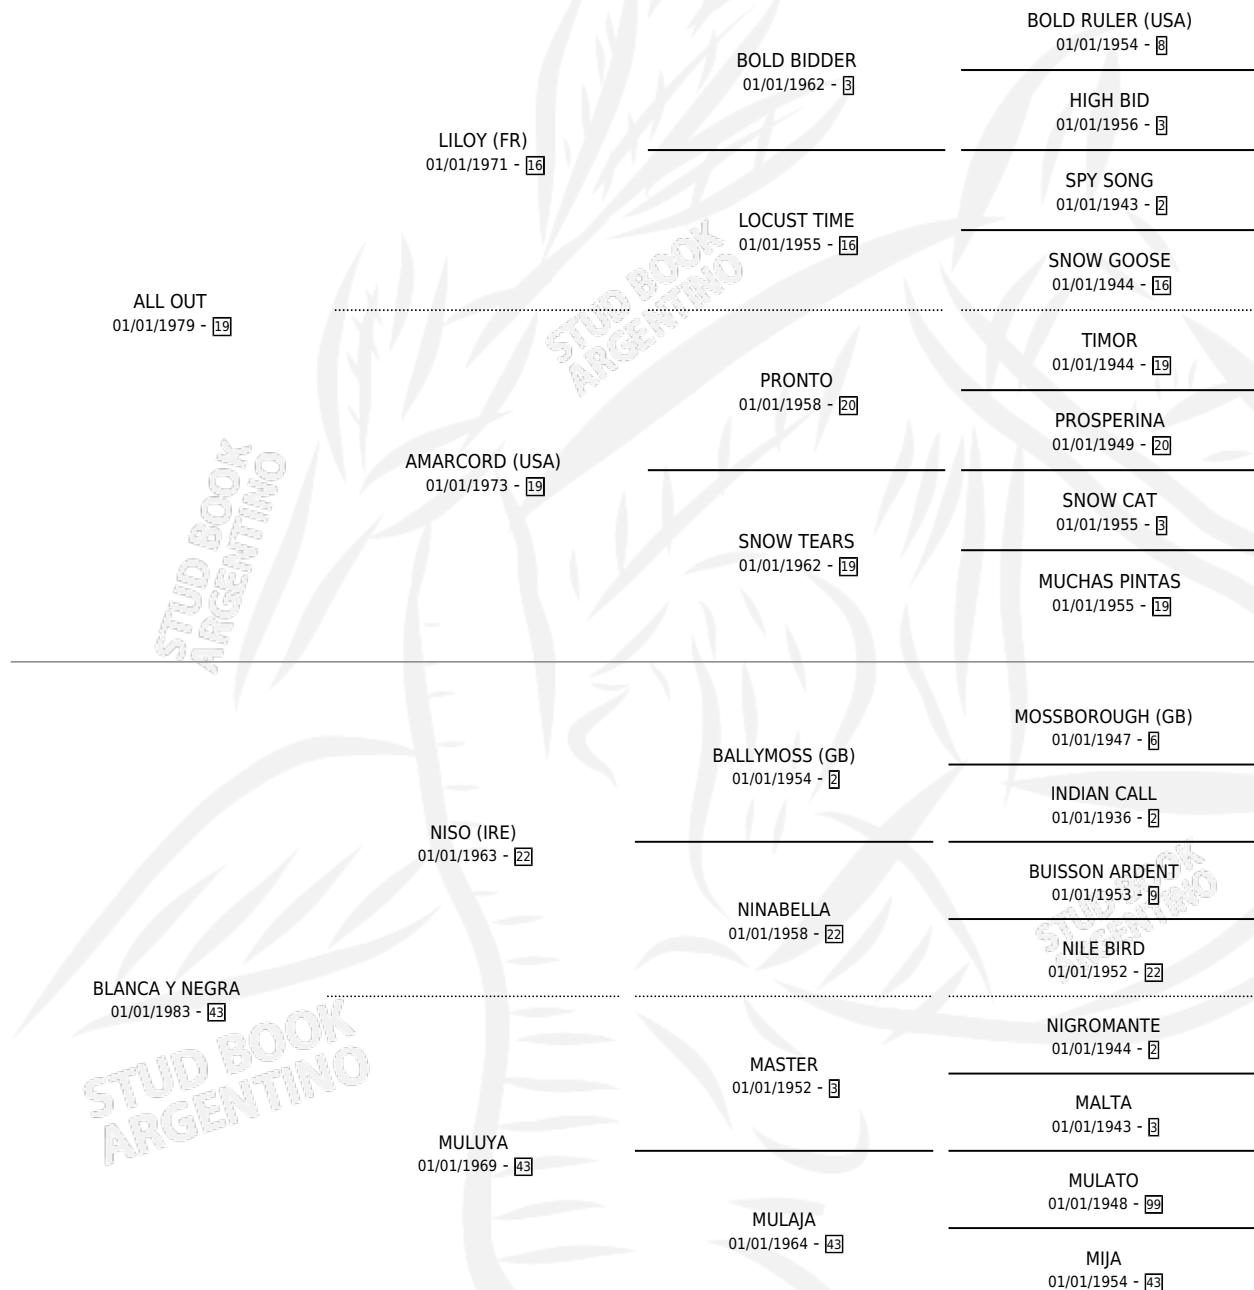 BOLD RULER (USA)
01/01/1954 - 8
BOLD BIDDER
01/01/1962 - 3
HIGH BID
01/01/1956 - 3
LILOY (FR)
01/01/1971 - 16
SPY SONG
01/01/1943 - 2
LOCUST TIME
01/01/1955 - 16
SNOW GOOSE
01/01/1944 - 16
ALL OUT
01/01/1979 - 19
STUD BOOK
ARGENTINO
TIMOR
01/01/1944 - 19
PRONTO
01/01/1958 - 20
PROSPERINA
01/01/1949 - 20
AMARCORD (USA)
01/01/1973 - 19
SNOW CAT
01/01/1955 - 3
SNOW TEARS
01/01/1962 - 19
MUCHAS PINTAS
01/01/1955 - 19
STUD BOOK
ARGENTINO
MOSSBOROUGH (GB)
01/01/1947 - 6
BALLYMOSS (GB)
01/01/1954 - 2
INDIAN CALL
01/01/1936 - 2
NISO (IRE)
01/01/1963 - 22
BUISSON ARDENT
01/01/1953 - 9
STUD BOOK
ARGENTINO
NINABELLA
01/01/1958 - 22
NILE BIRD
01/01/1952 - 22
BLANCA Y NEGRA
01/01/1983 - 43
STUD BOOK
ARGENTINO
NIGROMANTE
01/01/1944 - 2
MASTER
01/01/1952 - 3
MALTA
01/01/1943 - 3
MULUYA
01/01/1969 - 43
MULATO
01/01/1948 - 99
MULAJA
01/01/1964 - 43
MIJA
01/01/1954 - 43